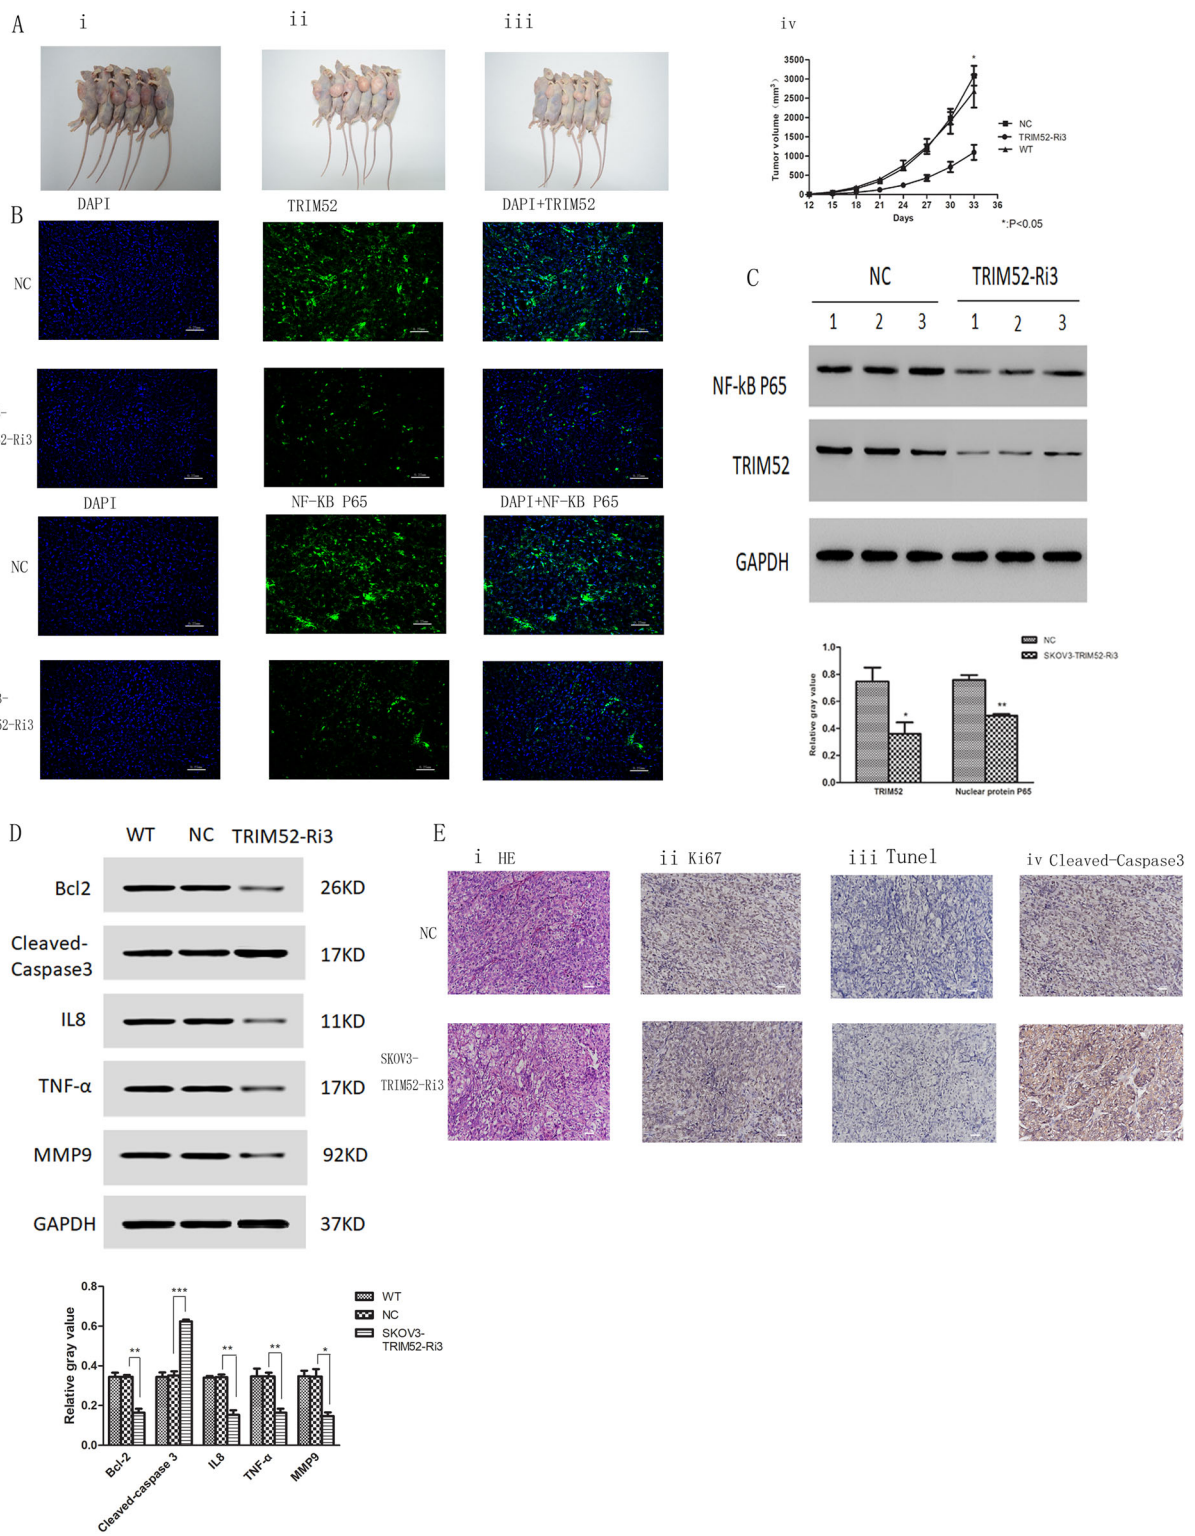 A
i
ii
iii
iv
3500
3000
2500
2000
1500
1000
500
0
Tumor volume (mm³)
12 15 18 21 24 27 30 33 36
Days
*
NC
TRIM52-Ri3
WT
*:P<0.05
B
DAPI TRIM52 DAPI+TRIM52
NC
2-Ri3
DAPI NF-KB P65 DAPI+NF-KB P65
NC
52-Ri3
C
NC TRIM52-Ri3
1 2 3 1 2 3
NF-kB P65
TRIM52
GAPDH
NC
SKOV3-TRIM52-Ri3
0.8
0.6
0.4
0.2
0.0
Relative gray value
*
**
TRIM52 Nuclear protein P65
D
WT NC TRIM52-Ri3
Bcl2 26KD
Cleaved-
Caspase3 17KD
IL8 11KD
TNF-α 17KD
MMP9 92KD
GAPDH 37KD
0.8
0.6
0.4
0.2
0.0
Relative gray value
** *** ** ** *
WT
NC
SKOV3-
TRIM52-Ri3
Bcl-2
Cleaved-caspase 3
IL8
TNF-α
MMP9
E
i HE ii Ki67 iii Tunel iv Cleaved-Caspase3
NC
SKOV3-
TRIM52-Ri3